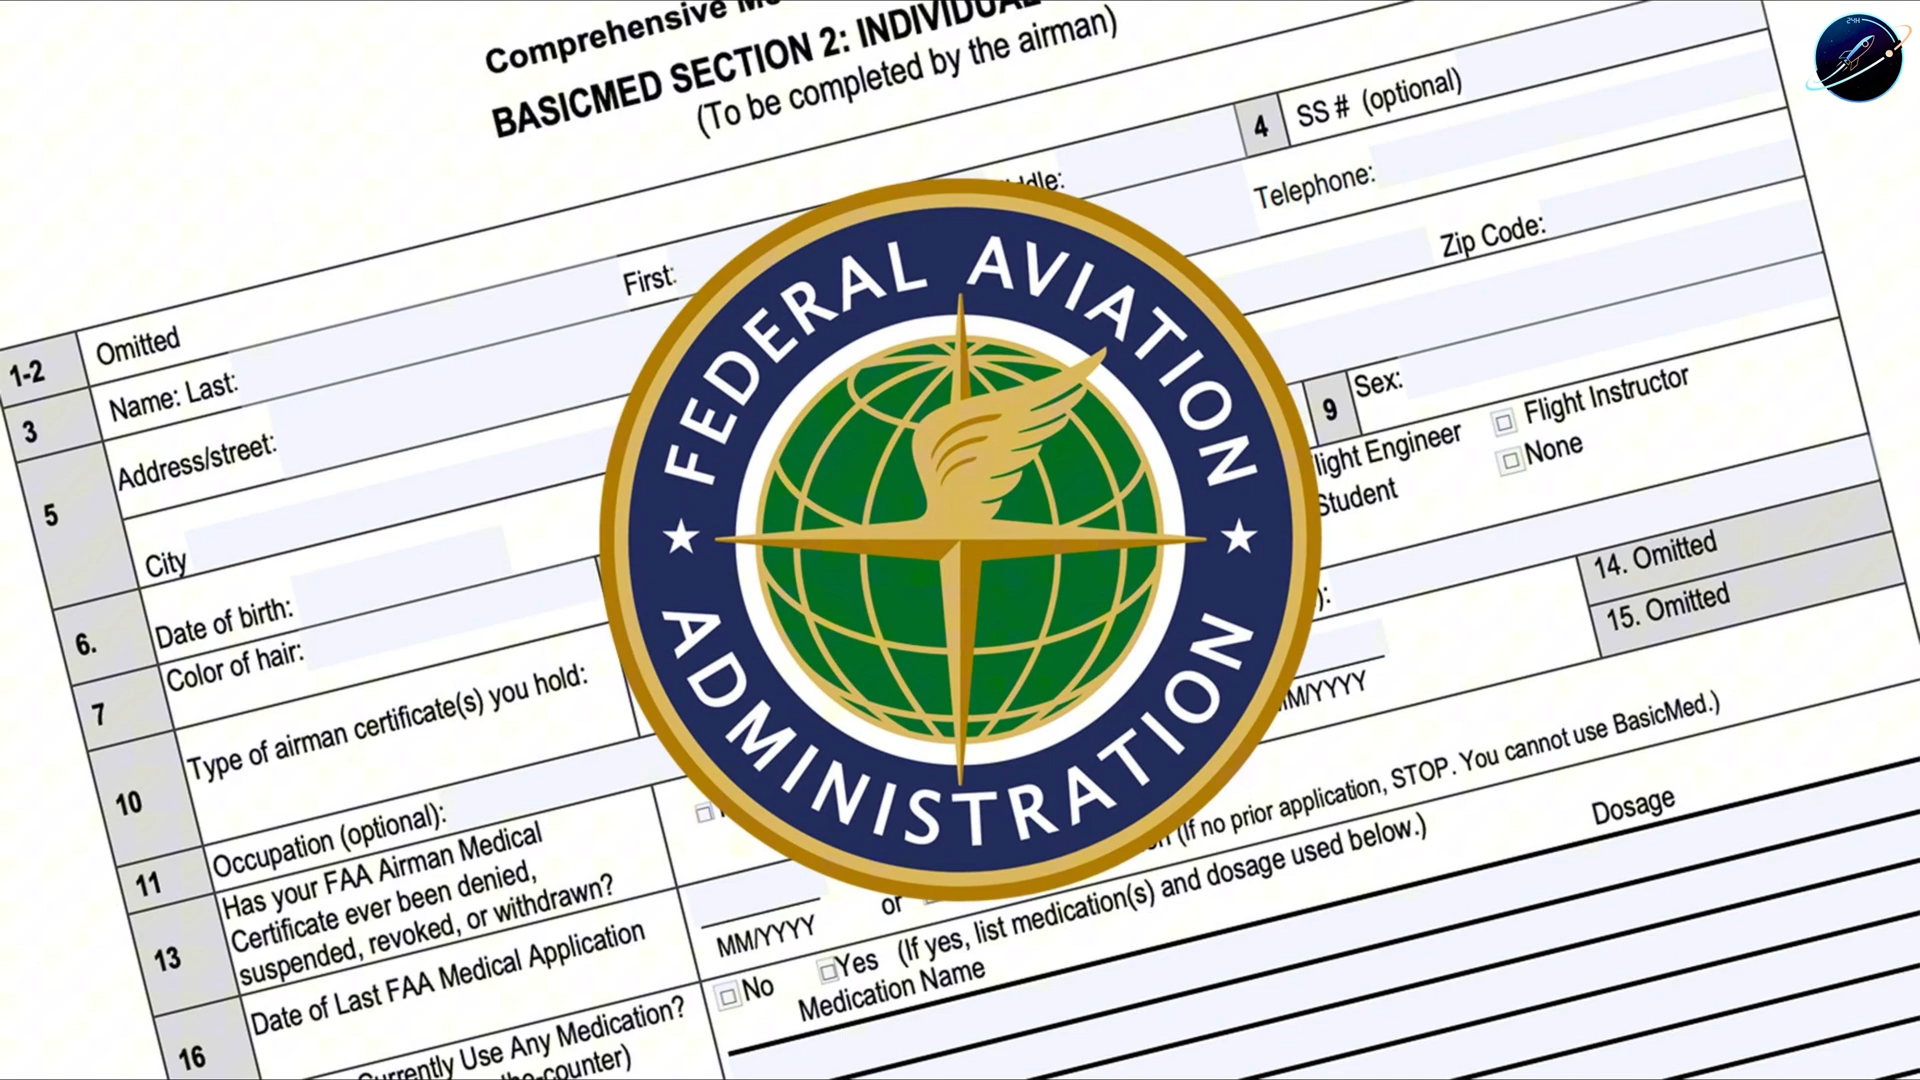 Comprehensive
BASICMED SECTION 2: INDIVIDUAL
(To be completed by the airman)
1-2
Omitted
4
SS # (optional)
3
Name: Last:
First:
Telephone:
5
Address/street:
City
Zip Code:
6.
Date of birth:
7
Color of hair:
9
Sex:
10
Type of airman certificate(s) you hold:
Flight Instructor
None
Engineer
Student
11
Occupation (optional):
13
Has your FAA Airman Medical
Certificate ever been denied,
suspended, revoked, or withdrawn?
14. Omitted
15. Omitted
Date of Last FAA Medical Application
MM/YYYY
or
MM/YYYY
(If no prior application, STOP. You cannot use BasicMed.)
16
Use Any Medication?
No
Yes (If yes, list medication(s) and dosage used below.)
Medication Name
Dosage
FEDERAL AVIATION
ADMINISTRATION
24H